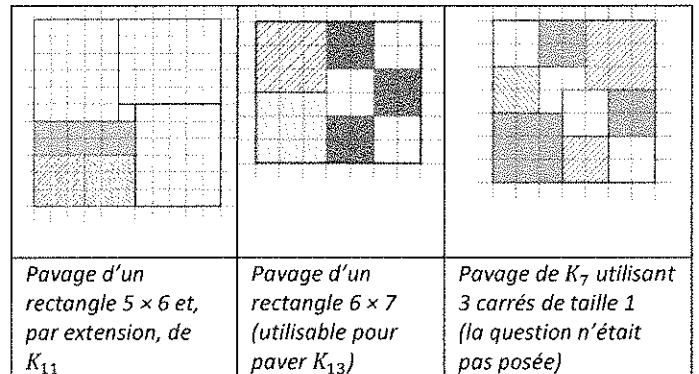 Pavage d'un
rectangle 5 × 6 et,
par extension, de
K₁₁
Pavage d'un
rectangle 6 × 7
(utilisable pour
paver K₁₃)
Pavage de K₇ utilisant
3 carrés de taille 1
(la question n'était
pas posée)